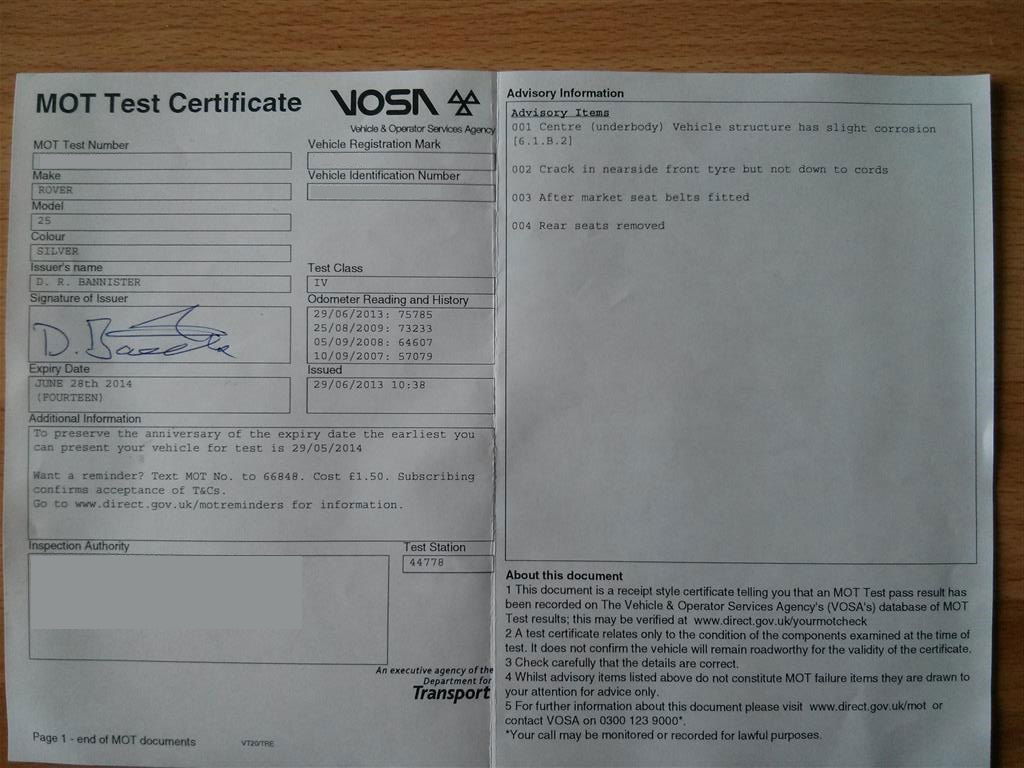 MOT Test Certificate
VOSA
Vehicle & Operator Services Agency
MOT Test Number
Vehicle Registration Mark
Make
ROVER
Vehicle Identification Number
Model
25
Colour
SILVER
Issuer's name
D. R. BANNISTER
Test Class
IV
Signature of Issuer
Odometer Reading and History
29/06/2013: 75785
25/08/2009: 73233
05/09/2008: 64607
10/09/2007: 57079
Expiry Date
JUNE 28th 2014
(FOURTEEN)
Issued
29/06/2013 10:38
Additional Information
To preserve the anniversary of the expiry date the earliest you
can present your vehicle for test is 29/05/2014
Want a reminder? Text MOT No. to 66848. Cost £1.50. Subscribing
confirms acceptance of T&Cs.
Go to www.direct.gov.uk/motreminders for information.
Inspection Authority
Test Station
44778
An executive agency of the
Department for
Transport
Page 1 - end of MOT documents
VT20/TRE
Advisory Information
Advisory Items
001 Centre (underbody) Vehicle structure has slight corrosion
[6.1.B.2]
002 Crack in nearside front tyre but not down to cords
003 After market seat belts fitted
004 Rear seats removed
About this document
1 This document is a receipt style certificate telling you that an MOT Test pass result has
been recorded on The Vehicle & Operator Services Agency's (VOSA's) database of MOT
Test results; this may be verified at www.direct.gov.uk/yourmotcheck
2 A test certificate relates only to the condition of the components examined at the time of
test. It does not confirm the vehicle will remain roadworthy for the validity of the certificate.
3 Check carefully that the details are correct.
4 Whilst advisory items listed above do not constitute MOT failure items they are drawn to
your attention for advice only.
5 For further information about this document please visit www.direct.gov.uk/mot or
contact VOSA on 0300 123 9000*.
*Your call may be monitored or recorded for lawful purposes.